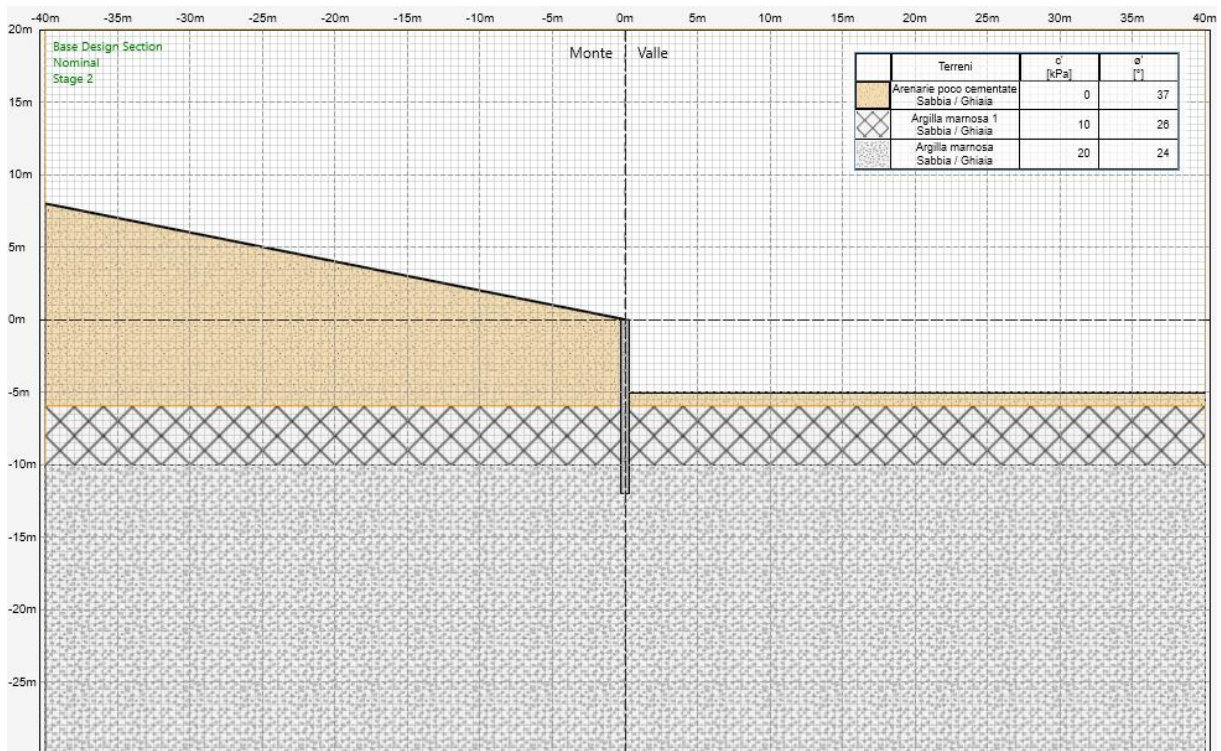 -40m -35m -30m -25m -20m -15m -10m -5m 0m 5m 10m 15m 20m 25m 30m 35m 40m
20m
Base Design Section
Nominal
Stage 2
Monte Valle
Terreni c' ø'
[kPa] [°]
Arenarie poco cementate
Sabbia / Ghiaia 0 37
Argilla marnosa 1
Sabbia / Ghiaia 10 26
Argilla marnosa
Sabbia / Ghiaia 20 24
15m
10m
5m
0m
-5m
-10m
-15m
-20m
-25m